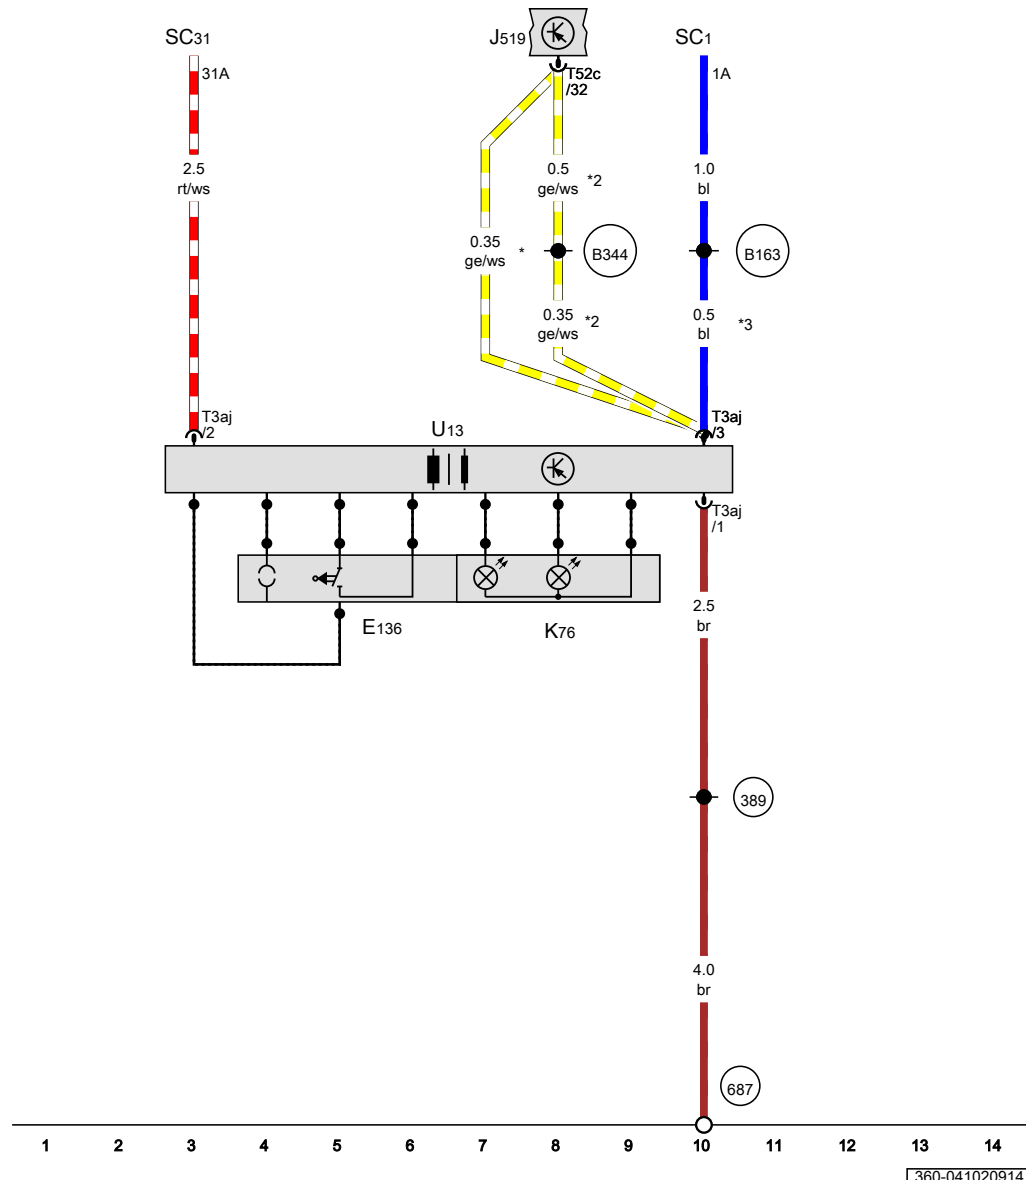 SC31
J519
SC1
31A
T52c
/32
1A
2.5
rt/ws
0.5
ge/ws
*2
1.0
bl
0.35
ge/ws
*
B344
B163
0.35
ge/ws
*2
0.5
bl
*3
T3aj
/2
U13
T3aj
/3
T3aj
/1
E136
K76
2.5
br
389
4.0
br
687
1 2 3 4 5 6 7 8 9 10 11 12 13 14
360-041020914